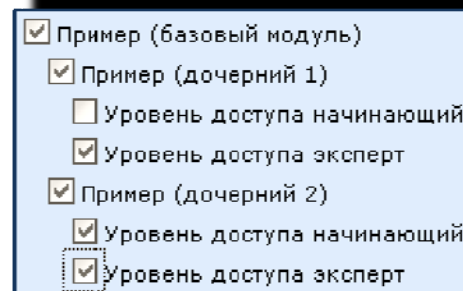 Пример (базовый модуль)
Пример (дочерний 1)
Уровень доступа начинающий
Уровень доступа эксперт
Пример (дочерний 2)
Уровень доступа начинающий
Уровень доступа эксперт